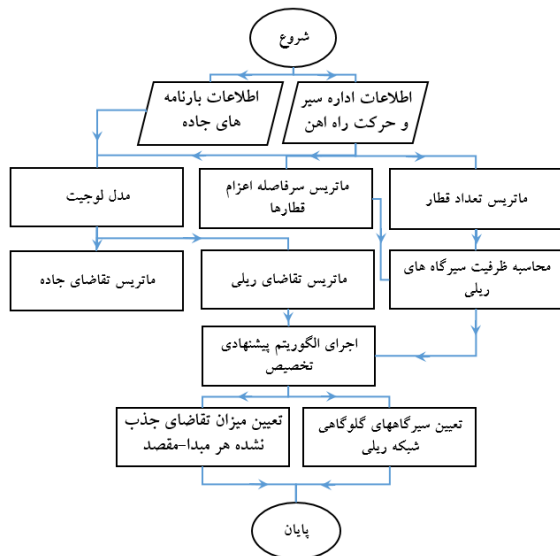 شروع
اطلاعات اداره سیر
و حرکت راه اهن
اطلاعات بارنامه
های جاده
ماتریس تعداد قطار
ماتریس سرفاصله اعزام
قطارها
مدل لوجیت
محاسبه ظرفیت سیرگاه های
ریلی
ماتریس تقاضای ریلی
ماتریس تقاضای جاده
اجرای الگوریتم پیشنهادی
تخصیص
تعیین سیرگاههای گلوگاهی
شبکه ریلی
تعیین میزان تقاضای جذب
نشده هر مبدا-مقصد
پایان